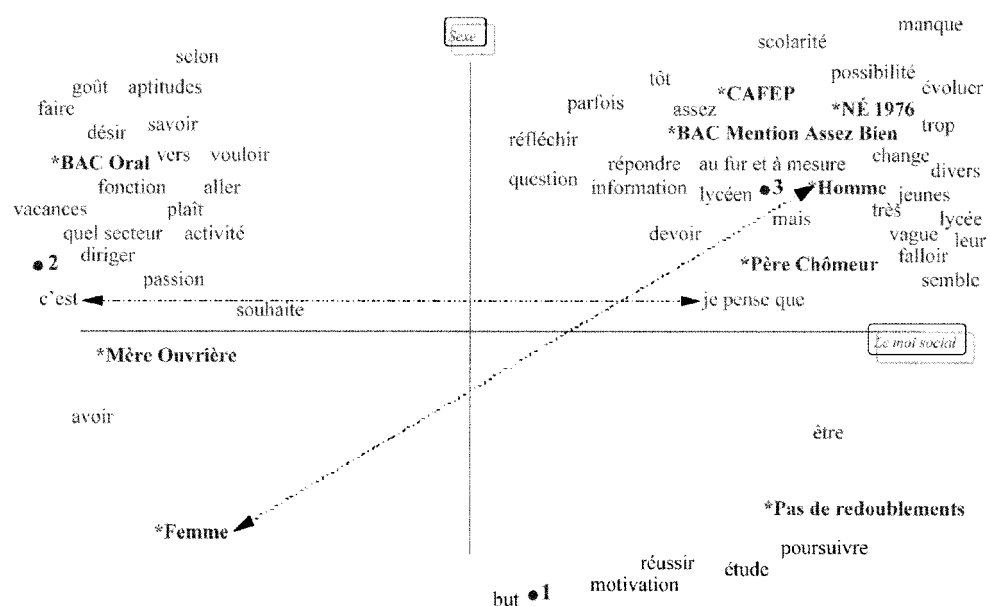 Sexe
manque
scolarité
selon
possibilité
tôt
goût aptitudes
*CAFEP
évoluer
faire
parfois
assez
*NÉ 1976
désir
savoir
réfléchir
*BAC Mention Assez Bien
trop
*BAC Oral
vers
vouloir
répondre
au fur et à mesure
change
divers
fonction
aller
question
information
lycéen
•3
*Homme
jeunes
vacances
plaît
mais
très
lycée
quel secteur
activité
devoir
vague
leur
•2
diriger
*Père Chômeur
falloir
passion
semble
c'est
souhaite
je pense que
Le moi social
*Mère Ouvrière
avoir
être
*Femme
*Pas de redoublements
poursuivre
réussir
étude
motivation
but •1